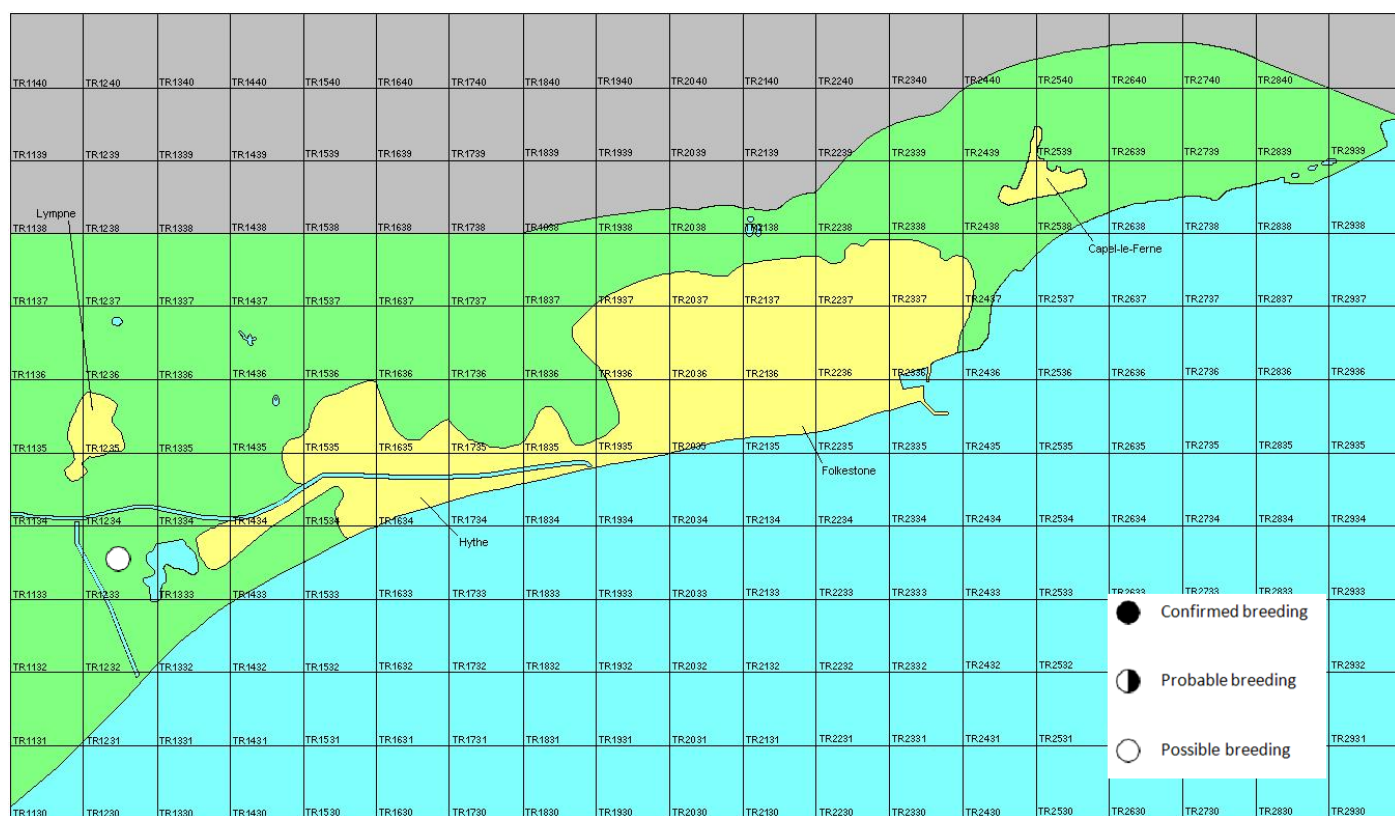 TR1140 TR1240 TR1340 TR1440 TR1540 TR1640 TR1740 TR1840 TR1940 TR2040 TR2140 TR2240 TR2340 TR2440 TR2540 TR2640 TR2740 TR2840
TR1139 TR1239 TR1339 TR1439 TR1539 TR1639 TR1739 TR1839 TR1939 TR2039 TR2139 TR2239 TR2339 TR2439 TR2539 TR2639 TR2739 TR2839 TR2939
Lympne
TR1138 TR1238 TR1338 TR1438 TR1538 TR1638 TR1738 TR1838 TR1938 TR2038 TR2138 TR2238 TR2338 TR2438 TR2538 TR2638 TR2738 TR2838 TR2938
Capel-le-Ferne
TR1137 TR1237 TR1337 TR1437 TR1537 TR1637 TR1737 TR1837 TR1937 TR2037 TR2137 TR2237 TR2337 TR2437 TR2537 TR2637 TR2737 TR2837 TR2937
TR1136 TR1236 TR1336 TR1436 TR1536 TR1636 TR1736 TR1836 TR1936 TR2036 TR2136 TR2236 TR2336 TR2436 TR2536 TR2636 TR2736 TR2836 TR2936
TR1135 TR1235 TR1335 TR1435 TR1535 TR1635 TR1735 TR1835 TR1935 TR2035 TR2135 TR2235 TR2335 TR2435 TR2535 TR2635 TR2735 TR2835 TR2935
Folkestone
TR1134 TR1234 TR1334 TR1434 TR1534 TR1634 TR1734 TR1834 TR1934 TR2034 TR2134 TR2234 TR2334 TR2434 TR2534 TR2634 TR2734 TR2834 TR2934
Hythe
TR1133 TR1233 TR1333 TR1433 TR1533 TR1633 TR1733 TR1833 TR1933 TR2033 TR2133 TR2233 TR2333 TR2433 TR2533 TR2633 TR2733 TR2833 TR2933
Confirmed breeding
TR1132 TR1232 TR1332 TR1432 TR1532 TR1632 TR1732 TR1832 TR1932 TR2032 TR2132 TR2232 TR2332 TR2432 TR2532 TR2932
Probable breeding
TR1131 TR1231 TR1331 TR1431 TR1531 TR1631 TR1731 TR1831 TR1931 TR2031 TR2131 TR2231 TR2331 TR2431 TR2531 TR2931
Possible breeding
TR1130 TR1230 TR1330 TR1430 TR1530 TR1630 TR1730 TR1830 TR1930 TR2030 TR2130 TR2230 TR2330 TR2430 TR2530 TR2630 TR2730 TR2830 TR2930